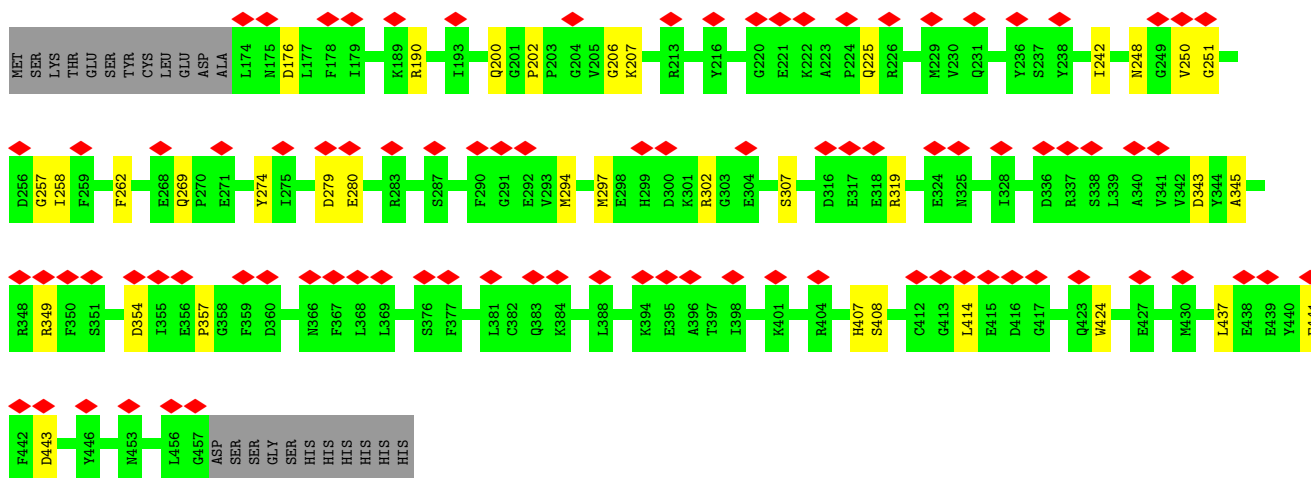 MET SER LYS THR GLU SER TYR CYS LEU GLU ASP ALA L174 N175 D176 L177 F178 I179 K189 R190 I193 Q200 G201 P202 P203 G204 V205 G206 K207 R213 Y216 G220 E221 K222 A223 P224 Q225 R226 M229 V230 Q231 Y236 S237 Y238 I242 N248 G249 V250 G251
D256 G257 I258 F259 F262 E268 Q269 P270 E271 Y274 I275 D279 E280 R283 S287 F290 G291 E292 V293 M294 M297 E298 H299 D300 K301 R302 G303 E304 S307 D316 E317 E318 R319 E324 N325 I328 D336 R337 S338 L339 A340 V341 V342 D343 Y344 A345
R348 R349 F350 S351 D354 I355 E356 P357 G358 F359 D360 N366 F367 L368 L369 S376 F377 L381 C382 Q383 K384 L388 K394 E395 A396 T397 I398 K401 R404 H407 S408 C412 G413 L414 E415 D416 G417 Q423 W424 E427 M430 L437 E438 E439 Y440
F442 D443 Y446 N453 L456 G457 ASP SER SER GLY SER HIS HIS HIS HIS HIS HIS